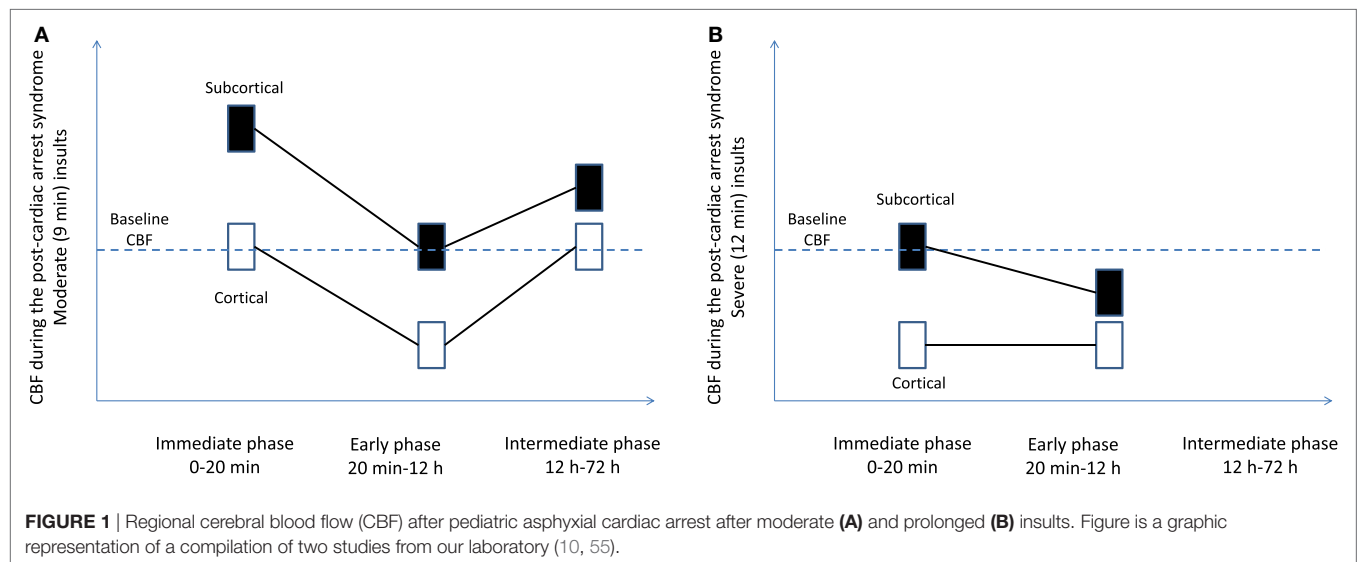 A
CBF during the post-cardiac arrest syndrome
Moderate (9 min) insults
Subcortical
Baseline
CBF
Cortical
Immediate phase
0-20 min
Early phase
20 min-12 h
Intermediate phase
12 h-72 h
B
CBF during the post-cardiac arrest syndrome
Severe (12 min) insults
Subcortical
Baseline
CBF
Cortical
Immediate phase
0-20 min
Early phase
20 min-12 h
Intermediate phase
12 h-72 h
FIGURE 1 | Regional cerebral blood flow (CBF) after pediatric asphyxial cardiac arrest after moderate (A) and prolonged (B) insults. Figure is a graphic
representation of a compilation of two studies from our laboratory (10, 55).